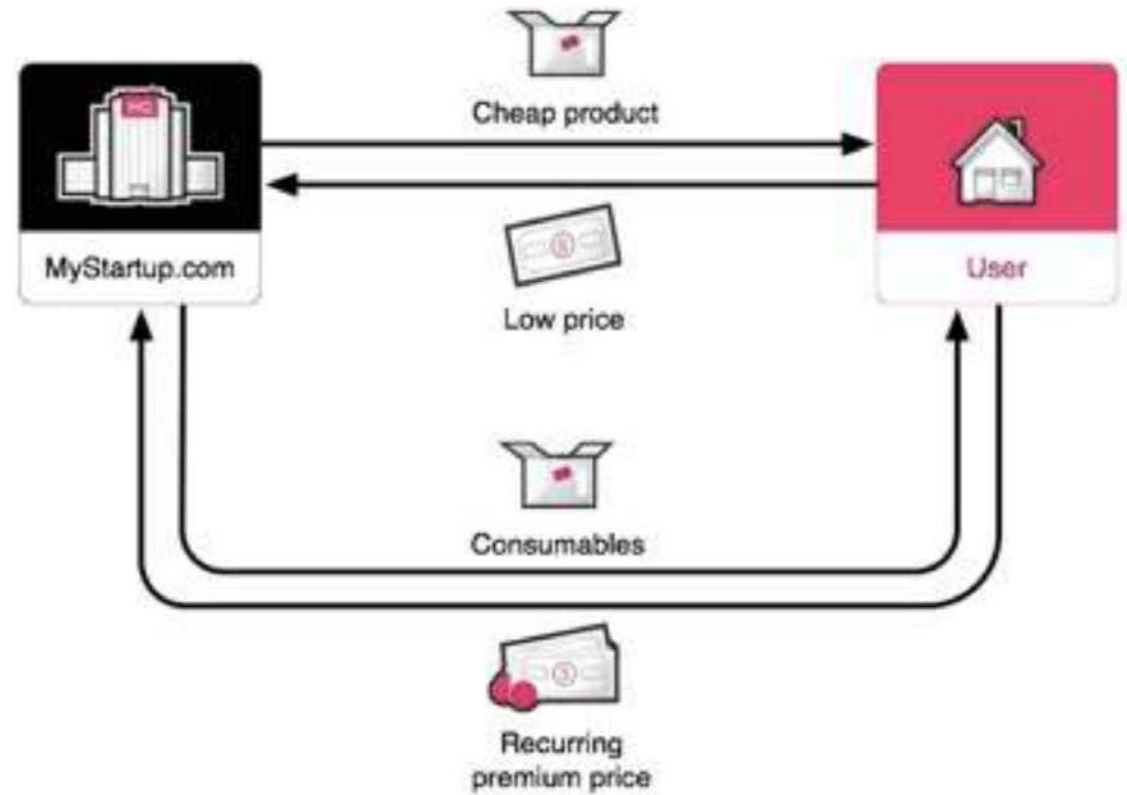 Cheap product
MyStartup.com
User
Low price
Consumables
Recurring
premium price